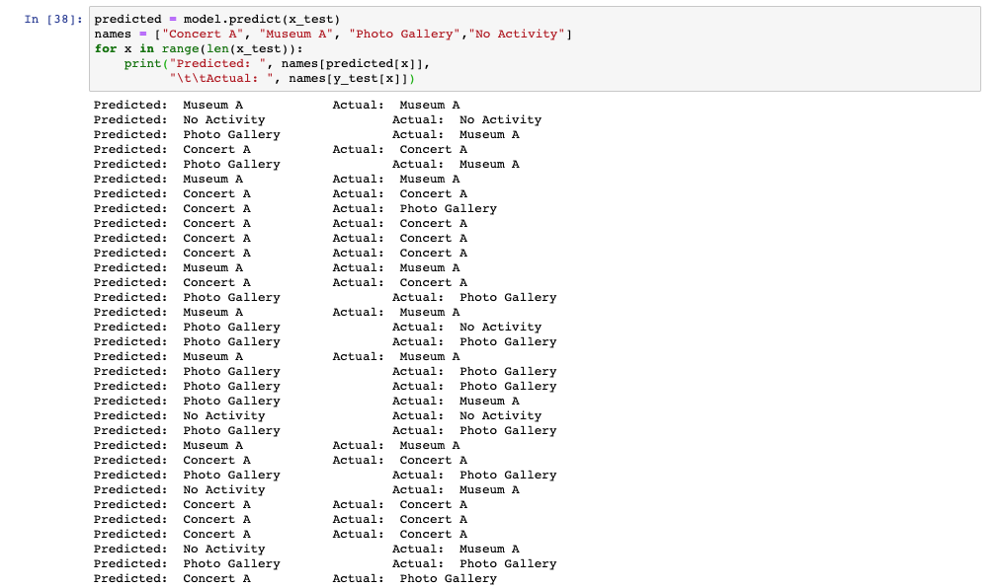 In [38]: predicted = model.predict(x_test)
names = ["Concert A", "Museum A", "Photo Gallery","No Activity"]
for x in range(len(x_test)):
    print("Predicted: ", names[predicted[x]],
          "\t\tActual: ", names[y_test[x]])
Predicted:  Museum A            Actual:  Museum A
Predicted:  No Activity                 Actual:  No Activity
Predicted:  Photo Gallery               Actual:  Museum A
Predicted:  Concert A           Actual:  Concert A
Predicted:  Photo Gallery               Actual:  Museum A
Predicted:  Museum A            Actual:  Museum A
Predicted:  Concert A           Actual:  Concert A
Predicted:  Concert A           Actual:  Photo Gallery
Predicted:  Concert A           Actual:  Concert A
Predicted:  Concert A           Actual:  Concert A
Predicted:  Concert A           Actual:  Concert A
Predicted:  Museum A            Actual:  Museum A
Predicted:  Concert A           Actual:  Concert A
Predicted:  Photo Gallery               Actual:  Photo Gallery
Predicted:  Museum A            Actual:  Museum A
Predicted:  Photo Gallery               Actual:  No Activity
Predicted:  Photo Gallery               Actual:  Photo Gallery
Predicted:  Museum A            Actual:  Museum A
Predicted:  Photo Gallery               Actual:  Photo Gallery
Predicted:  Photo Gallery               Actual:  Photo Gallery
Predicted:  Photo Gallery               Actual:  Museum A
Predicted:  No Activity                 Actual:  No Activity
Predicted:  Photo Gallery               Actual:  Photo Gallery
Predicted:  Museum A            Actual:  Museum A
Predicted:  Concert A           Actual:  Concert A
Predicted:  Photo Gallery               Actual:  Photo Gallery
Predicted:  No Activity                 Actual:  Museum A
Predicted:  Concert A           Actual:  Concert A
Predicted:  Concert A           Actual:  Concert A
Predicted:  Concert A           Actual:  Concert A
Predicted:  No Activity                 Actual:  Museum A
Predicted:  Photo Gallery               Actual:  Photo Gallery
Predicted:  Concert A           Actual:  Photo Gallery